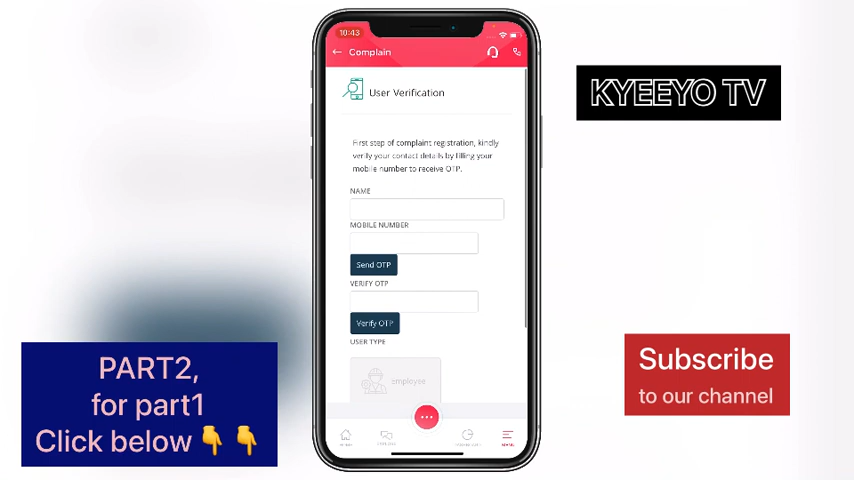 10:43
Complain
User Verification
First step of complaint registration, kindly
verify your contact details by filling your
mobile number to receive OTP.
NAME
MOBILE NUMBER
Send OTP
VERIFY OTP
Verify OTP
USER TYPE
employee
KYEEYO TV
PART2,
for part1
Click below👇👇
Subscribe
to our channel